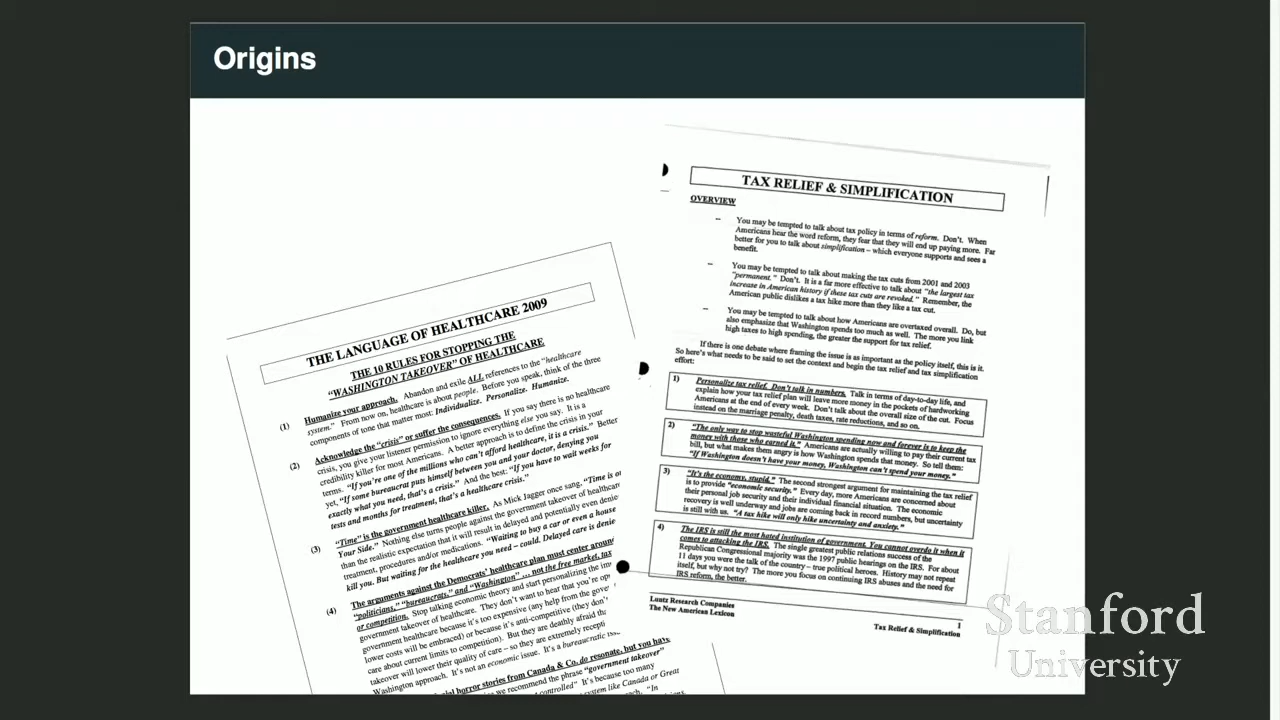 Origins
THE LANGUAGE OF HEALTHCARE 2009
THE 10 RULES FOR STOPPING THE
“WASHINGTON TAKEOVER” OF HEALTHCARE
(1) Humanize your approach. Abandon and exile ALL references to the “healthcare
system.” From now on, healthcare is about people. Before you speak, think of the three
components of tone that matter most: Individualize. Personalize. Humanize.
(2) Acknowledge the “crisis” or suffer the consequences. If you say there is no healthcare
crisis, you give your listener permission to ignore everything else you say. It is a
credibility killer for most Americans. A better approach is to define the crisis in your
terms. “If you're one of the millions who can't afford healthcare, it is a crisis.” Better
yet, “If some bureaucrat puts himself between you and your doctor, denying you
exactly what you need, that's a crisis.” And the best: “If you have to wait weeks for
tests and months for treatment, that's a healthcare crisis.”
(3) “Time” is the government healthcare killer. As Mick Jagger once sang, “Time is o
Your Side.” Nothing else turns people against the government takeover of healthcare
than the realistic expectation that it will result in delayed and potentially even denie
treatment, procedures and/or medications. “Waiting to buy a car or even a house
kill you. But waiting for the healthcare you need – could. Delayed care is denie
(4) The arguments against the Democrats' healthcare plan must center around
“politicians,” “bureaucrats,” and “Washington” … not the free market, tax
or competition. Stop talking economic theory and start personalizing the im
government takeover of healthcare. They don't want to hear that you're op
government healthcare because it's too expensive (any help from the gove
lower costs will be embraced) or because it's anti-competitive (they don't
care about current limits to competition). But they are deathly afraid tha
takeover will lower their quality of care – so they are extremely recepti
Washington approach. It's not an economic issue. It's a bureaucratic iss
horror stories from Canada & Co. do resonate, but you have
we recommend the phrase “government takeover”
controlled” It's because too many
system like Canada or Great
“In
TAX RELIEF & SIMPLIFICATION
OVERVIEW
– You may be tempted to talk about tax policy in terms of reform. Don't. When
Americans hear the word reform, they fear that they will end up paying more. Far
better for you to talk about simplification – which everyone supports and sees a
benefit.
– You may be tempted to talk about making the tax cuts from 2001 and 2003
“permanent.” Don't. It is a far more effective to talk about “the largest tax
increase in American history if these tax cuts are revoked.” Remember, the
American public dislikes a tax hike more than they like a tax cut.
– You may be tempted to talk about how Americans are overtaxed overall. Do, but
also emphasize that Washington spends too much as well. The more you link
high taxes to high spending, the greater the support for tax relief.
If there is one debate where framing the issue is as important as the policy itself, this is it.
So here's what needs to be said to set the context and begin the tax relief and tax simplification
effort:
1) Personalize tax relief. Don't talk in numbers. Talk in terms of day-to-day life, and
explain how your tax relief plan will leave more money in the pockets of hardworking
Americans at the end of every week. Don't talk about the overall size of the cut. Focus
instead on the marriage penalty, death taxes, rate reductions, and so on.
2) “The only way to stop wasteful Washington spending now and forever is to keep the
money with those who earned it.” Americans are actually willing to pay their current tax
bill, but what makes them angry is how Washington spends that money. So tell them:
“If Washington doesn't have your money, Washington can't spend your money.”
3) “It's the economy, stupid.” The second strongest argument for maintaining the tax relief
is to provide “economic security.” Every day, more Americans are concerned about
their personal job security and their individual financial situation. The economic
recovery is well underway and jobs are coming back in record numbers, but uncertainty
is still with us. “A tax hike will only hike uncertainty and anxiety.”
4) The IRS is still the most hated institution of government. You cannot overdo it when it
comes to attacking the IRS. The single greatest public relations success of the
Republican Congressional majority was the 1997 public hearings on the IRS. For about
11 days you were the talk of the country – true political heroes. History may not repeat
itself, but why not try? The more you focus on continuing IRS abuses and the need for
IRS reform, the better.
Luntz Research Companies
The New American Lexicon
1
Tax Relief & Simplification
Stanford
University